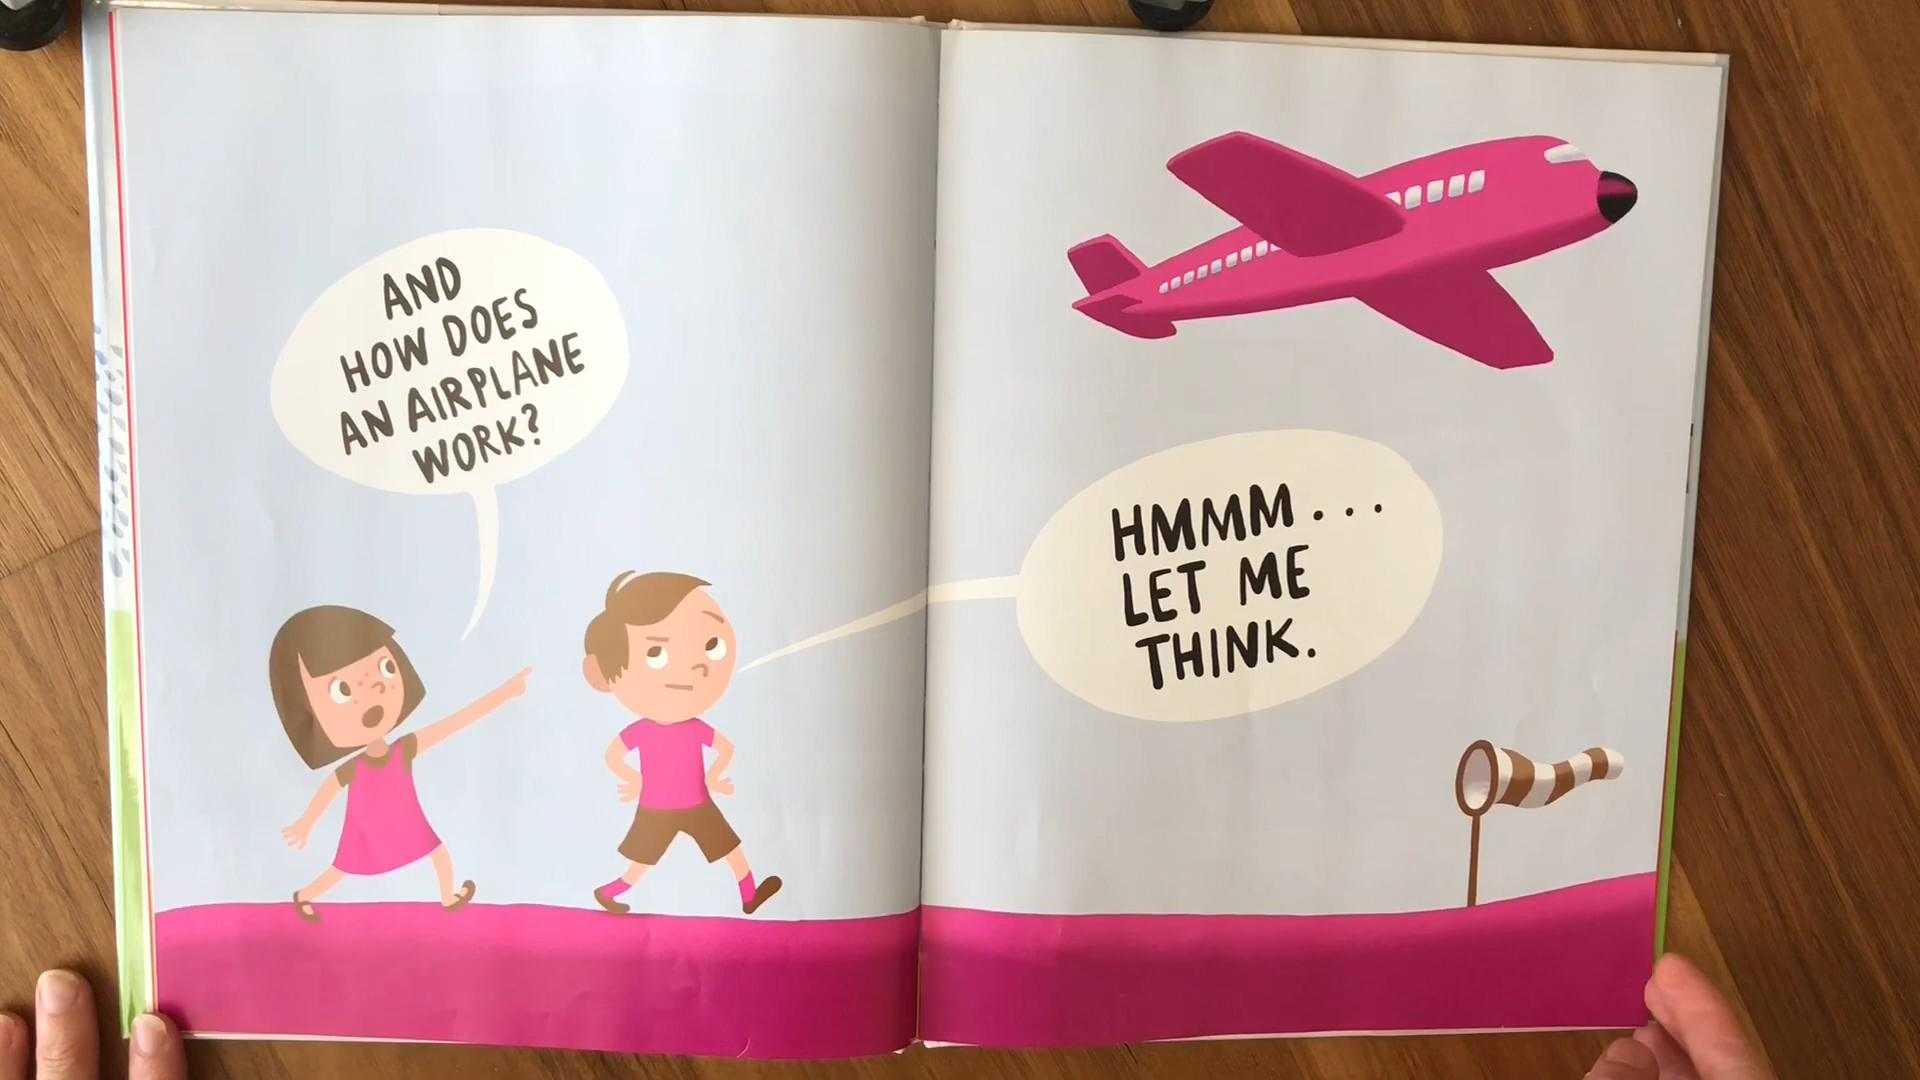 AND
HOW DOES
AN AIRPLANE
WORK?
HMMM...
LET ME
THINK.